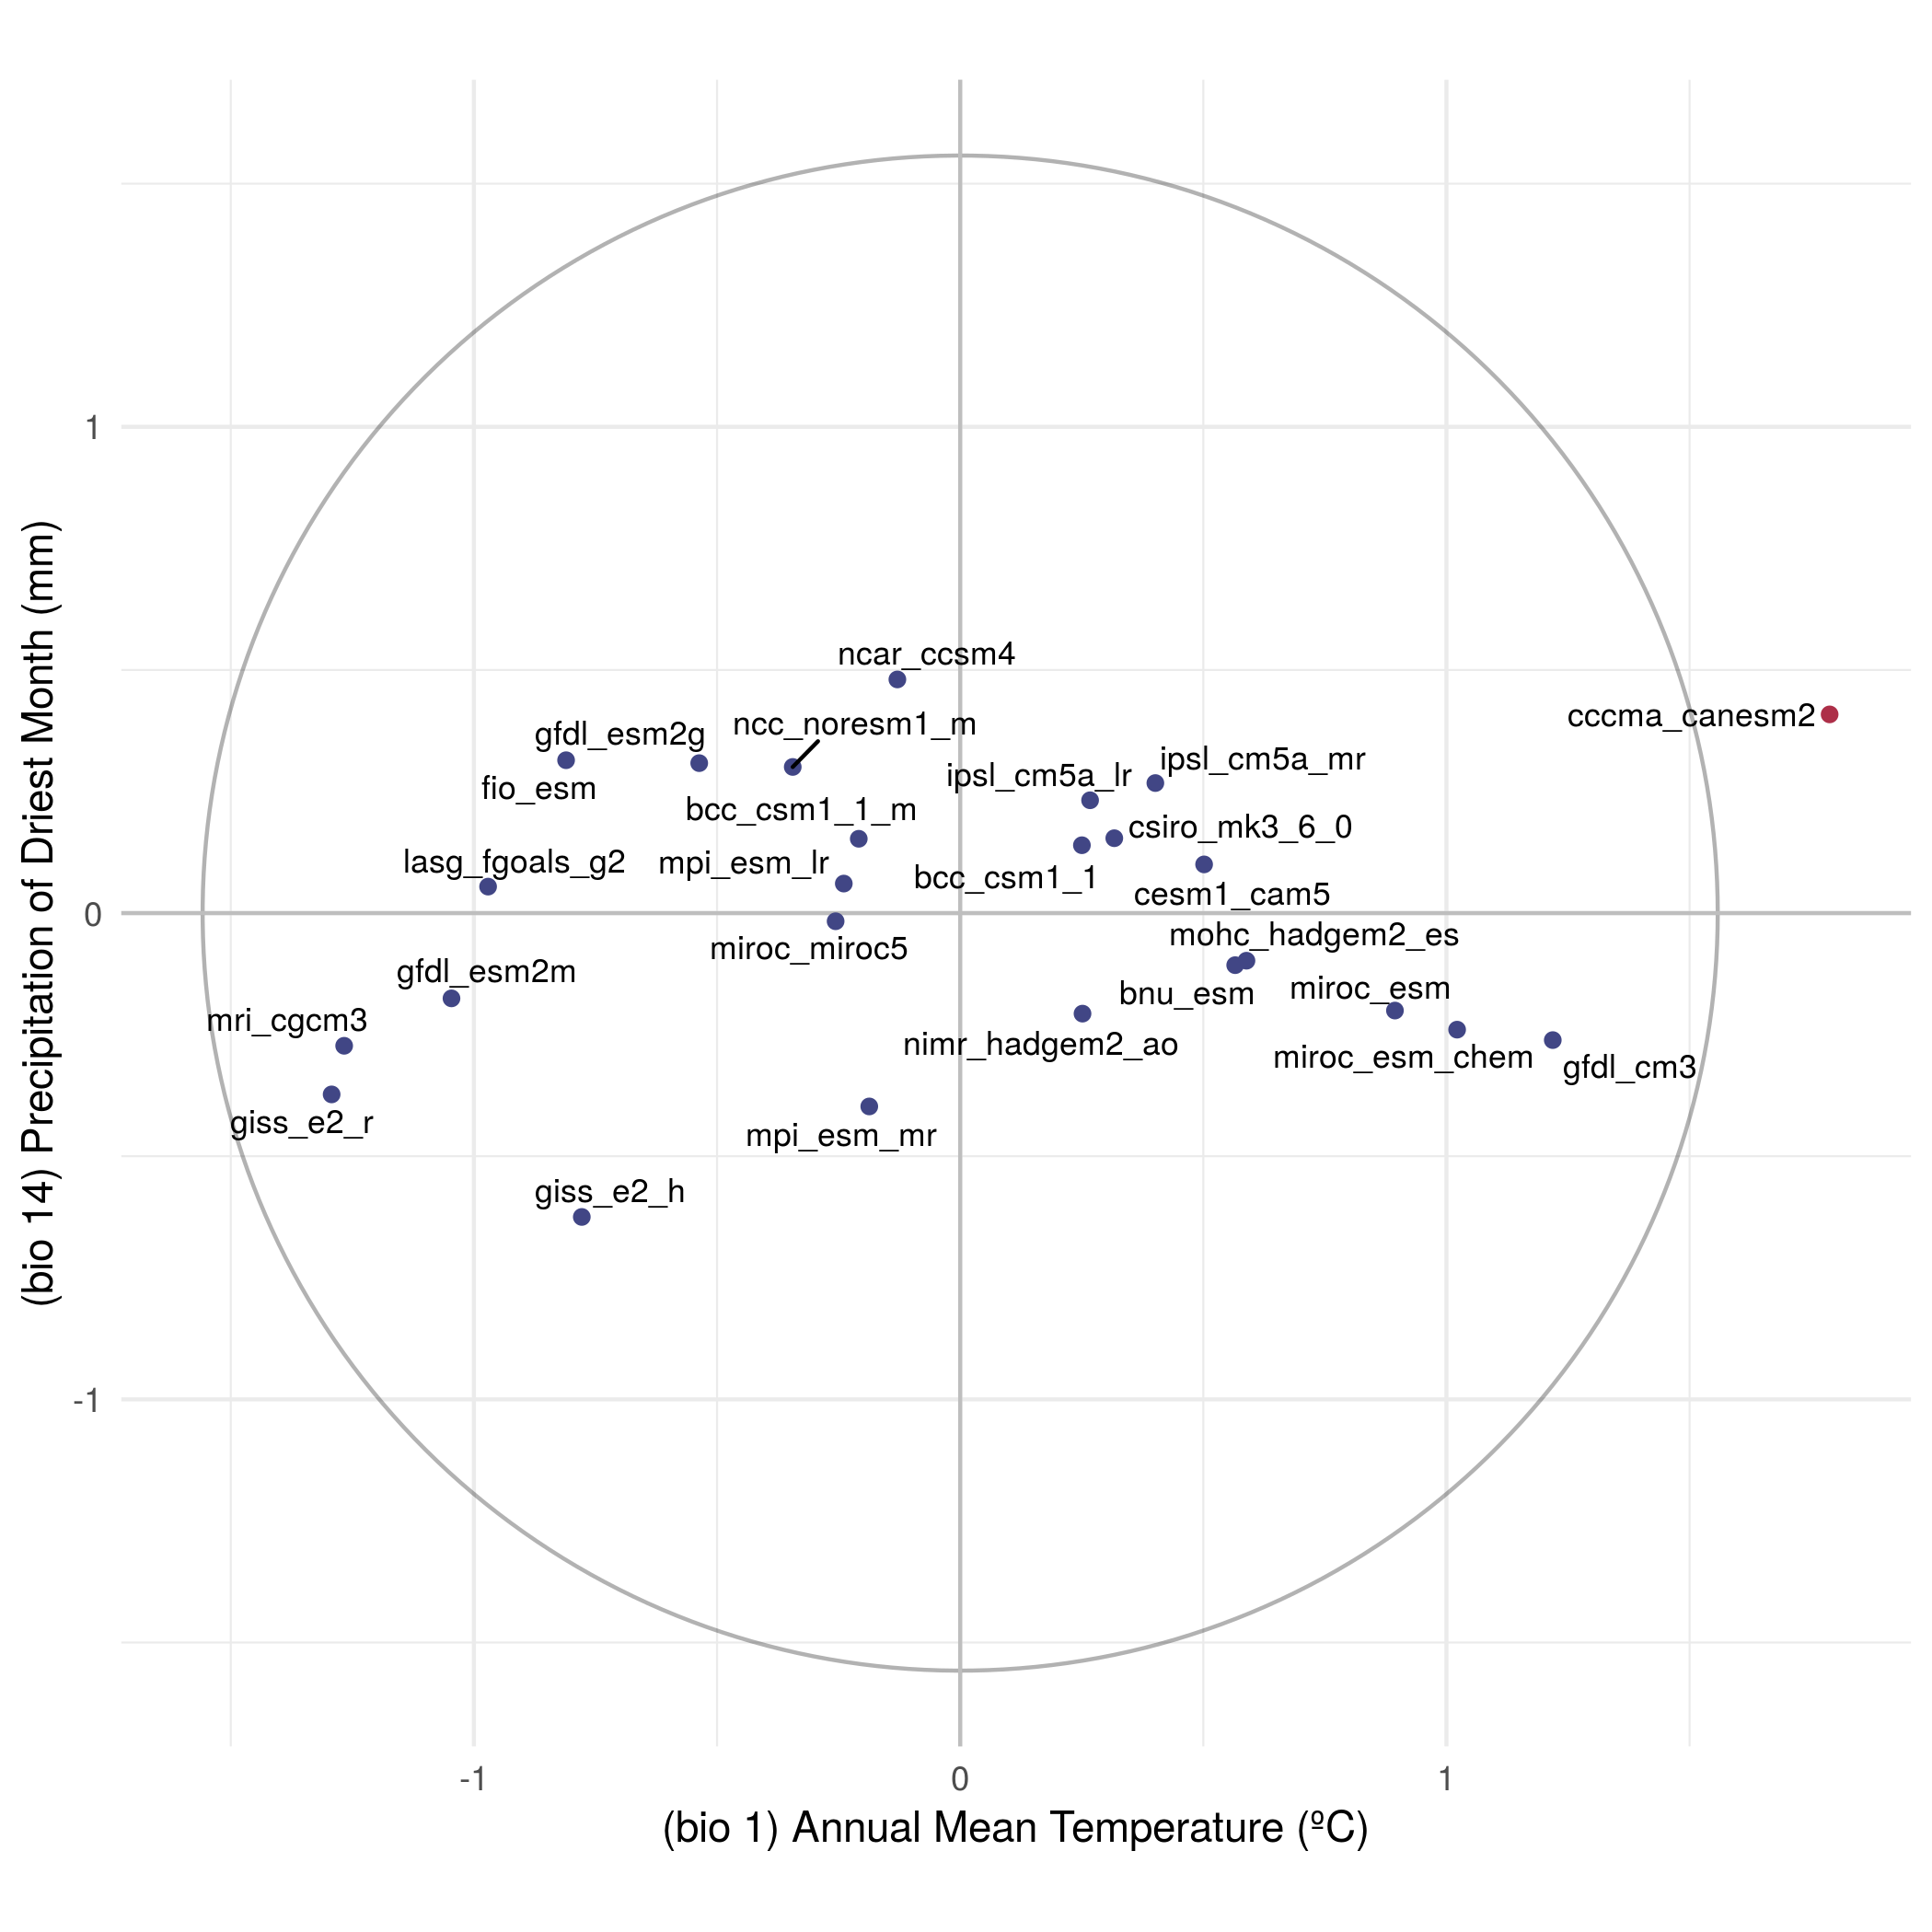 ncar_ccsm4
cccma_canesm2
ncc_noresm1_m
gfdl_esm2g
ipsl_cm5a_mr
ipsl_cm5a_lr
fio_esm
bcc_csm1_1_m
csiro_mk3_6_0
lasg_fgoals_g2
mpi_esm_lr
bcc_csm1_1
cesm1_cam5
mohc_hadgem2_es
miroc_miroc5
gfdl_esm2m
miroc_esm
bnu_esm
mri_cgcm3
nimr_hadgem2_ao
miroc_esm_chem
gfdl_cm3
giss_e2_r
mpi_esm_mr
giss_e2_h
1
0
-1
-1
0
1
(bio 14) Precipitation of Driest Month (mm)
(bio 1) Annual Mean Temperature (ºC)